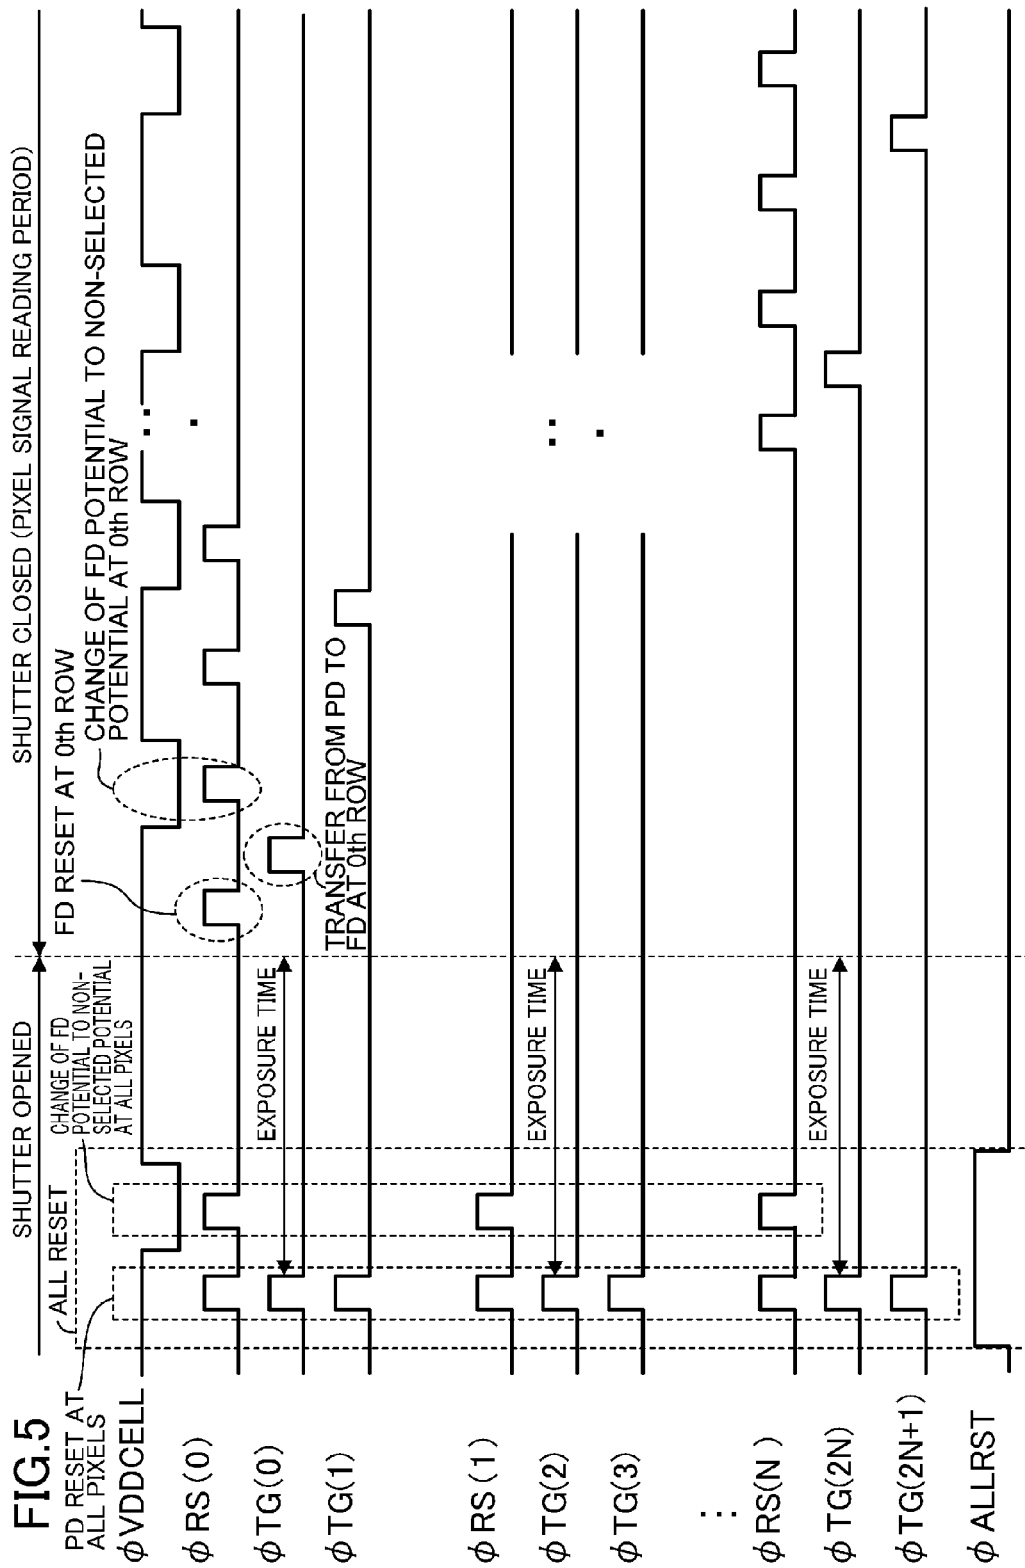 FIG.5
SHUTTER OPENED
SHUTTER CLOSED (PIXEL SIGNAL READING PERIOD)
PD RESET AT
ALL PIXELS
ALL RESET
CHANGE OF FD
POTENTIAL TO NON-
SELECTED POTENTIAL
AT ALL PIXELS
FD RESET AT 0th ROW
CHANGE OF FD POTENTIAL TO NON-SELECTED
POTENTIAL AT 0th ROW
φVDDCELL
φRS(0)
φTG(0)
EXPOSURE TIME
TRANSFER FROM PD TO
FD AT 0th ROW
φTG(1)
φRS(1)
φTG(2)
EXPOSURE TIME
φTG(3)
φRS(N)
φTG(2N)
EXPOSURE TIME
φTG(2N+1)
φALLRST